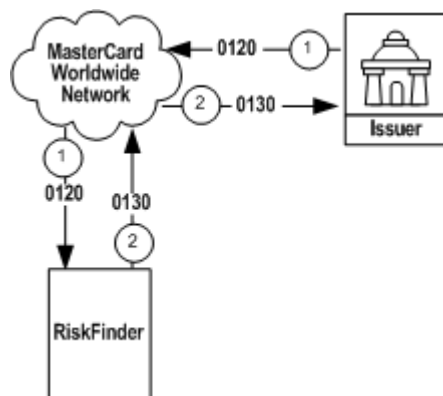 MasterCard
Worldwide
Network
0120
1
2
0130
Issuer
1
0120
0130
2
RiskFinder